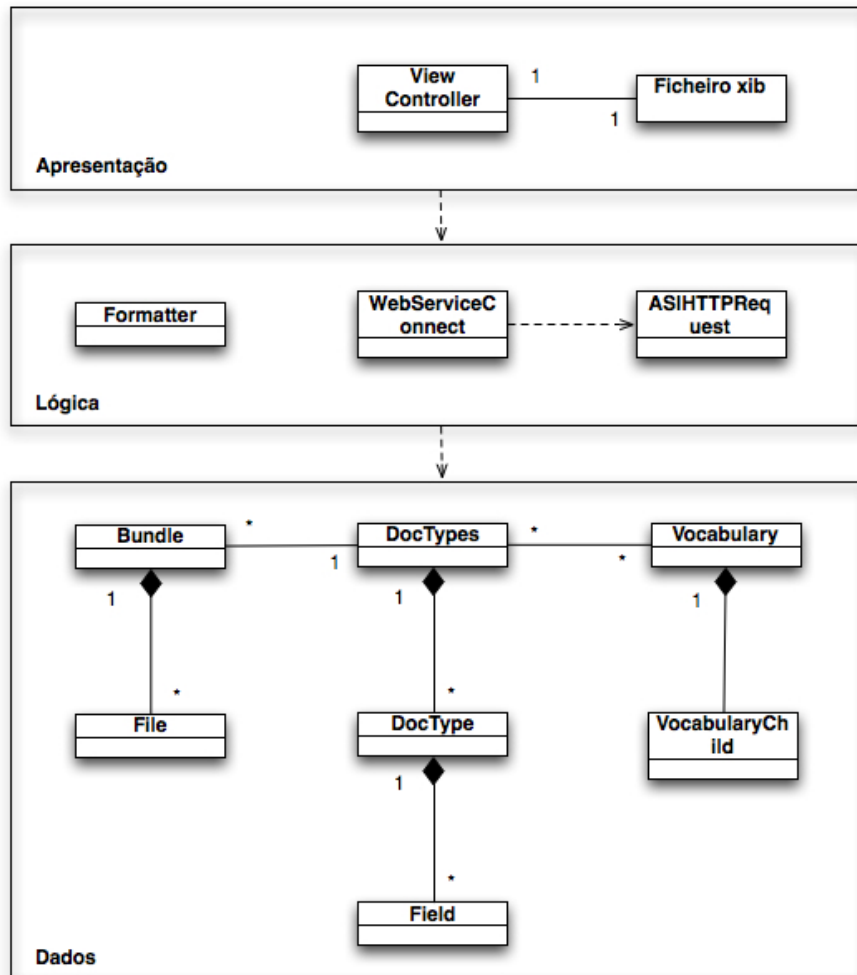 View
Controller
1
1
Ficheiro xib
Apresentação
Formatter
WebServiceC
onnect
ASIHTTPReq
uest
Lógica
Bundle
*
1
DocTypes
*
*
Vocabulary
1
*
File
1
*
DocType
1
VocabularyCh
ild
1
*
Field
Dados